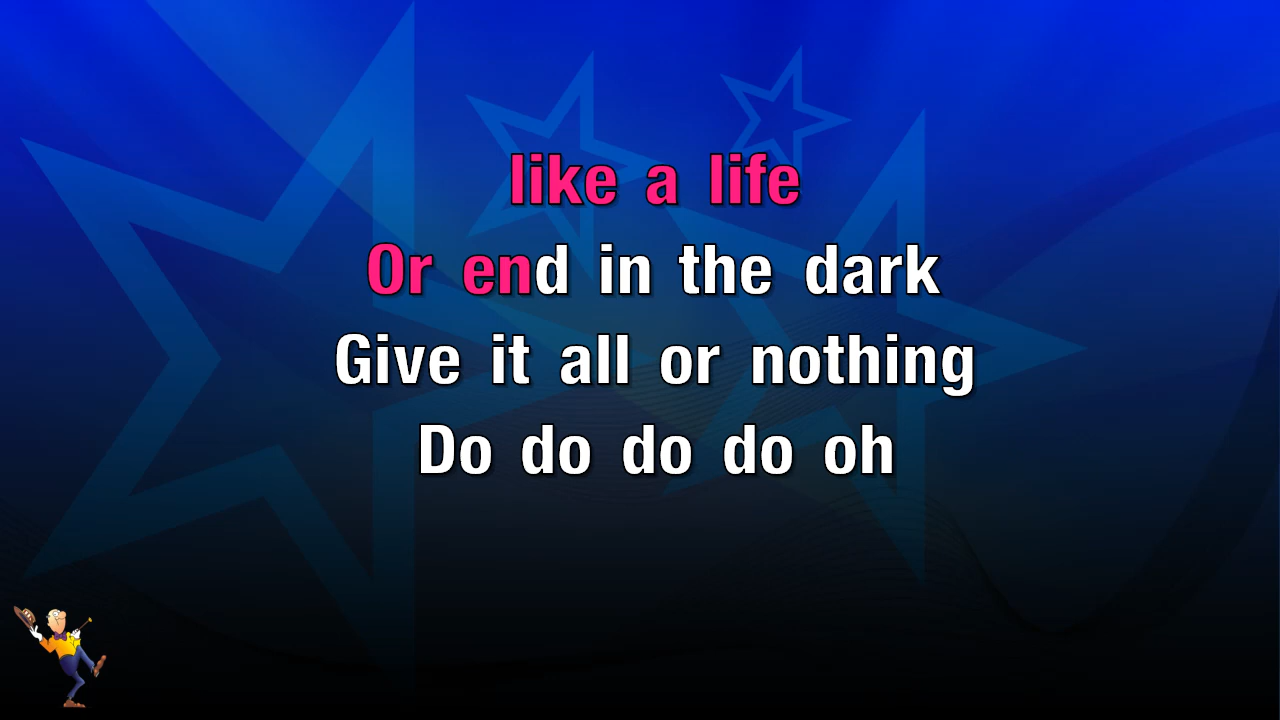 like a life
Or end in the dark
Give it all or nothing
Do do do do oh